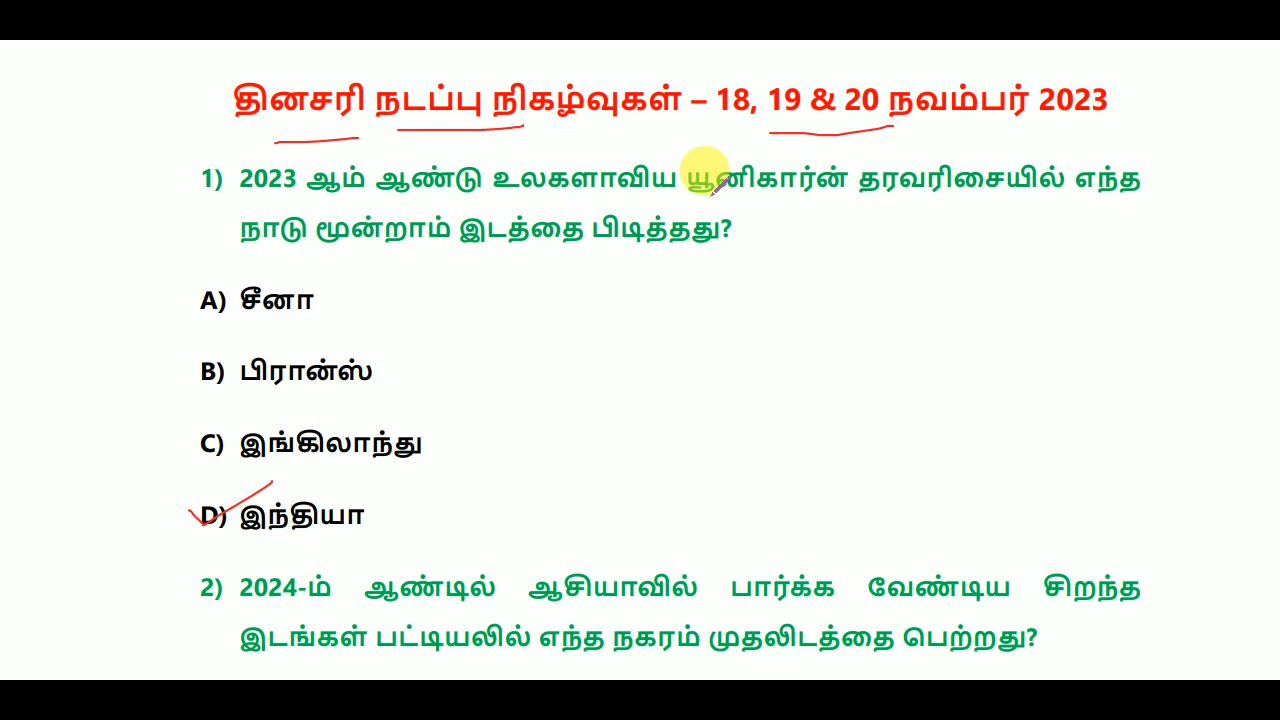 தினசரி நடப்பு நிகழ்வுகள் – 18, 19 & 20 நவம்பர் 2023
1) 2023 ஆம் ஆண்டு உலகளாவிய யூனிகார்ன் தரவரிசையில் எந்த
நாடு மூன்றாம் இடத்தை பிடித்தது?
A) சீனா
B) பிரான்ஸ்
C) இங்கிலாந்து
D) இந்தியா
2) 2024-ம் ஆண்டில் ஆசியாவில் பார்க்க வேண்டிய சிறந்த
இடங்கள் பட்டியலில் எந்த நகரம் முதலிடத்தை பெற்றது?